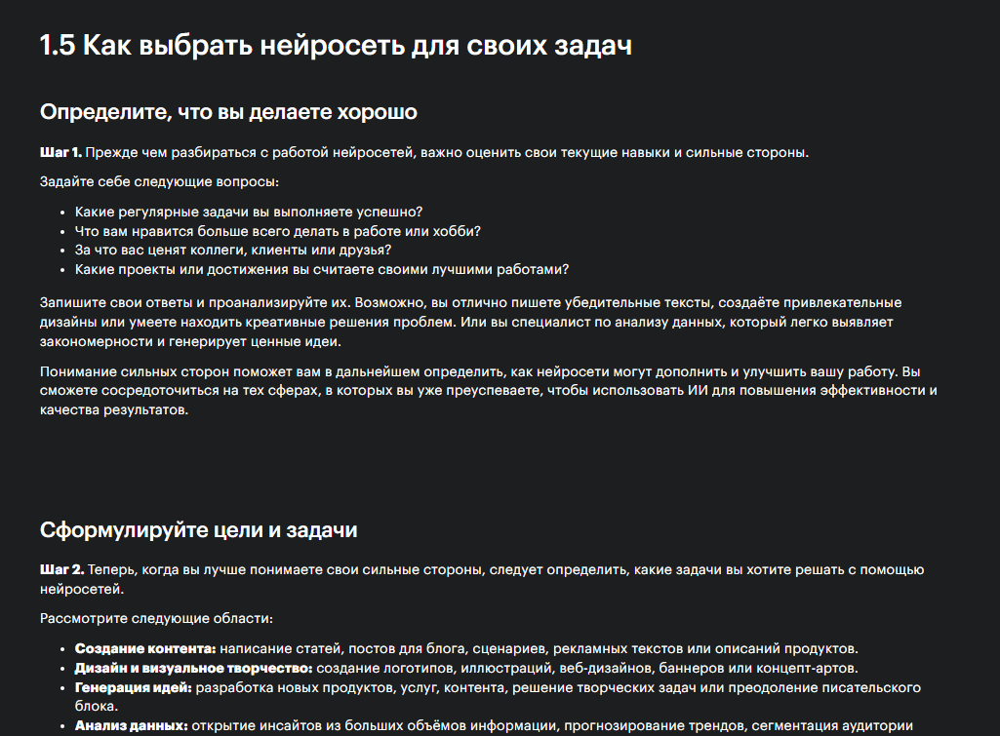 1.5 Как выбрать нейросеть для своих задач
Определите, что вы делаете хорошо
Шаг 1. Прежде чем разбираться с работой нейросетей, важно оценить свои текущие навыки и сильные стороны.
Задайте себе следующие вопросы:
• Какие регулярные задачи вы выполняете успешно?
• Что вам нравится больше всего делать в работе или хобби?
• За что вас ценят коллеги, клиенты или друзья?
• Какие проекты или достижения вы считаете своими лучшими работами?
Запишите свои ответы и проанализируйте их. Возможно, вы отлично пишете убедительные тексты, создаёте привлекательные
дизайны или умеете находить креативные решения проблем. Или вы специалист по анализу данных, который легко выявляет
закономерности и генерирует ценные идеи.
Понимание сильных сторон поможет вам в дальнейшем определить, как нейросети могут дополнить и улучшить вашу работу. Вы
сможете сосредоточиться на тех сферах, в которых вы уже преуспеваете, чтобы использовать ИИ для повышения эффективности и
качества результатов.
Сформулируйте цели и задачи
Шаг 2. Теперь, когда вы лучше понимаете свои сильные стороны, следует определить, какие задачи вы хотите решать с помощью
нейросетей.
Рассмотрите следующие области:
• Создание контента: написание статей, постов для блога, сценариев, рекламных текстов или описаний продуктов.
• Дизайн и визуальное творчество: создание логотипов, иллюстраций, веб-дизайнов, баннеров или концепт-артов.
• Генерация идей: разработка новых продуктов, услуг, контента, решение творческих задач или преодоление писательского
блока.
• Анализ данных: открытие инсайтов из больших объёмов информации, прогнозирование трендов, сегментация аудитории